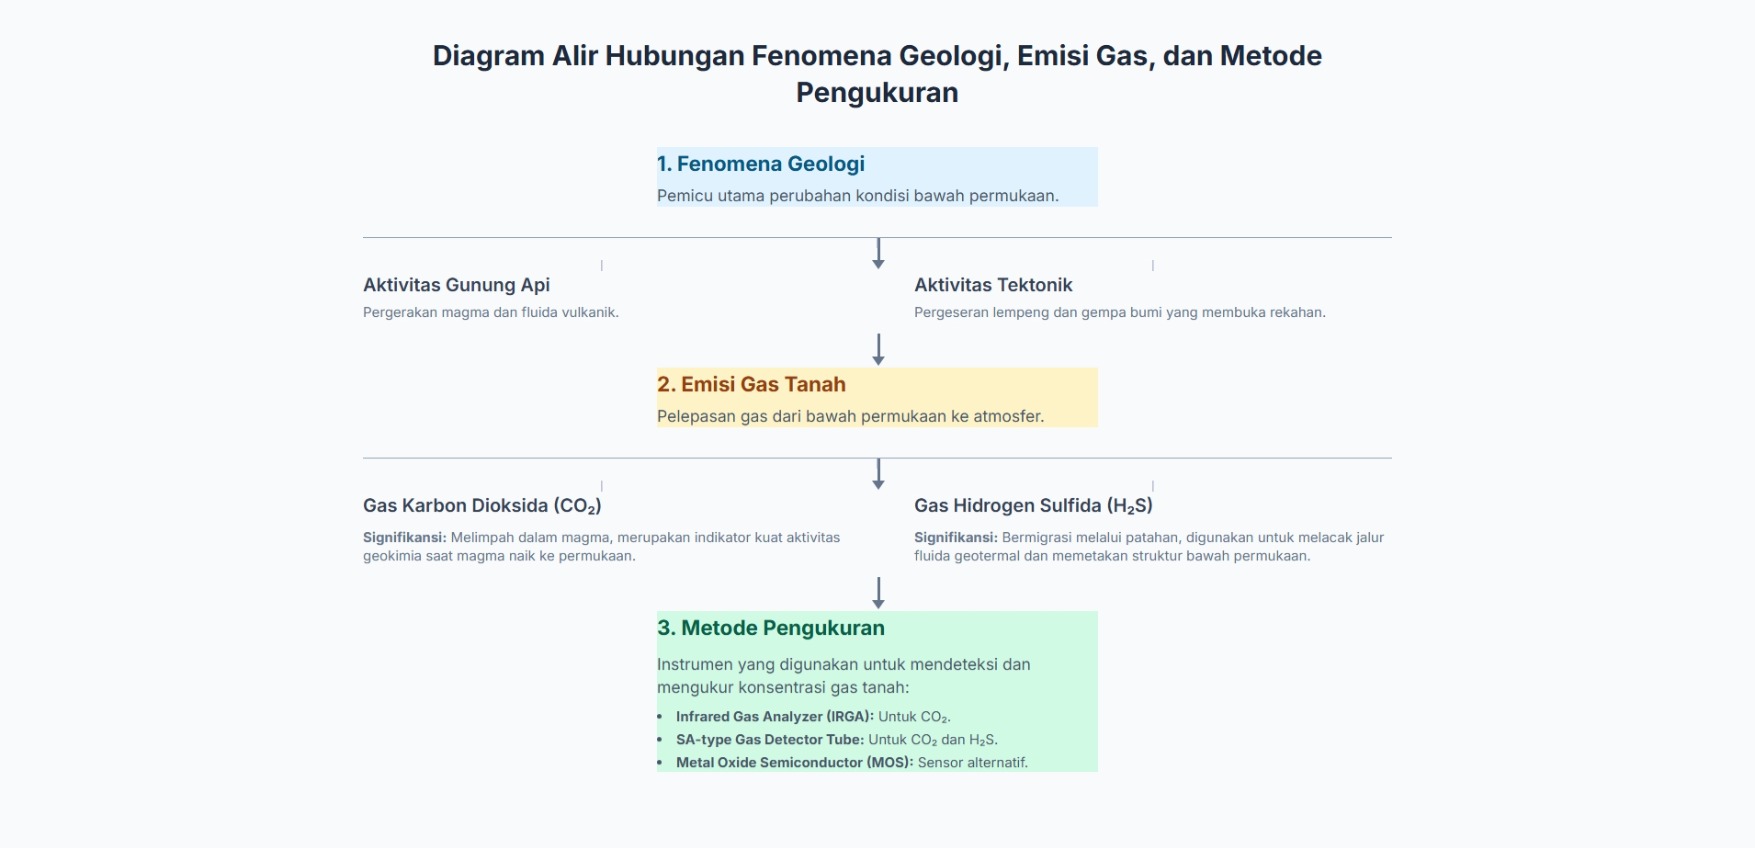 Diagram Alir Hubungan Fenomena Geologi, Emisi Gas, dan Metode
Pengukuran
1. Fenomena Geologi
Pemicu utama perubahan kondisi bawah permukaan.
Aktivitas Gunung Api
Pergerakan magma dan fluida vulkanik.
Aktivitas Tektonik
Pergeseran lempeng dan gempa bumi yang membuka rekahan.
2. Emisi Gas Tanah
Pelepasan gas dari bawah permukaan ke atmosfer.
Gas Karbon Dioksida (CO₂)
Signifikansi: Melimpah dalam magma, merupakan indikator kuat aktivitas
geokimia saat magma naik ke permukaan.
Gas Hidrogen Sulfida (H₂S)
Signifikansi: Bermigrasi melalui patahan, digunakan untuk melacak jalur
fluida geotermal dan memetakan struktur bawah permukaan.
3. Metode Pengukuran
Instrumen yang digunakan untuk mendeteksi dan
mengukur konsentrasi gas tanah:
• Infrared Gas Analyzer (IRGA): Untuk CO₂.
• SA-type Gas Detector Tube: Untuk CO₂ dan H₂S.
• Metal Oxide Semiconductor (MOS): Sensor alternatif.